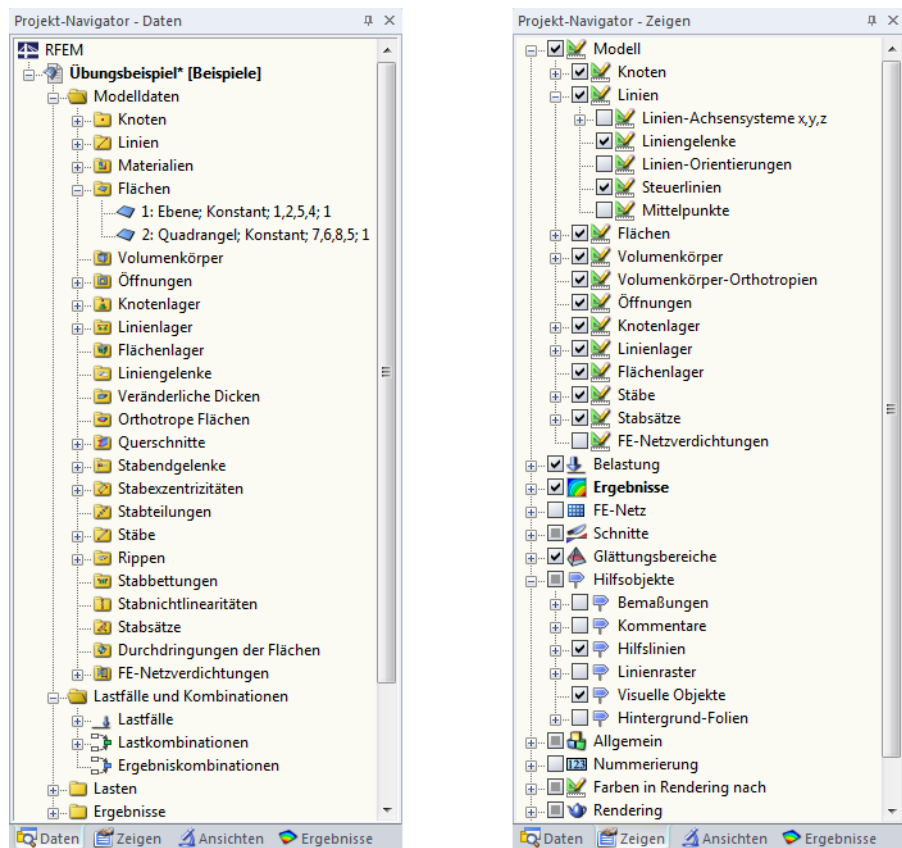 Projekt-Navigator - Daten
RFEM
Übungsbeispiel* [Beispiele]
Modelldaten
Knoten
Linien
Materialien
Flächen
1: Ebene; Konstant; 1,2,5,4; 1
2: Quadrangel; Konstant; 7,6,8,5; 1
Volumenkörper
Öffnungen
Knotenlager
Linienlager
Flächenlager
Liniengelenke
Veränderliche Dicken
Orthotrope Flächen
Querschnitte
Stabendgelenke
Stabexzentrizitäten
Stabteilungen
Stäbe
Rippen
Stabbettungen
Stabnichtlinearitäten
Stabsätze
Durchdringungen der Flächen
FE-Netzverdichtungen
Lastfälle und Kombinationen
Lastfälle
Lastkombinationen
Ergebniskombinationen
Lasten
Ergebnisse
Daten Zeigen Ansichten Ergebnisse
Projekt-Navigator - Zeigen
Modell
Knoten
Linien
Linien-Achsensysteme x,y,z
Liniengelenke
Linien-Orientierungen
Steuerlinien
Mittelpunkte
Flächen
Volumenkörper
Volumenkörper-Orthotropien
Öffnungen
Knotenlager
Linienlager
Flächenlager
Stäbe
Stabsätze
FE-Netzverdichtungen
Belastung
Ergebnisse
FE-Netz
Schnitte
Glättungsbereiche
Hilfsobjekte
Bemaßungen
Kommentare
Hilfslinien
Linienraster
Visuelle Objekte
Hintergrund-Folien
Allgemein
123 Nummerierung
Farben in Rendering nach
Rendering
Daten Zeigen Ansichten Ergebnisse